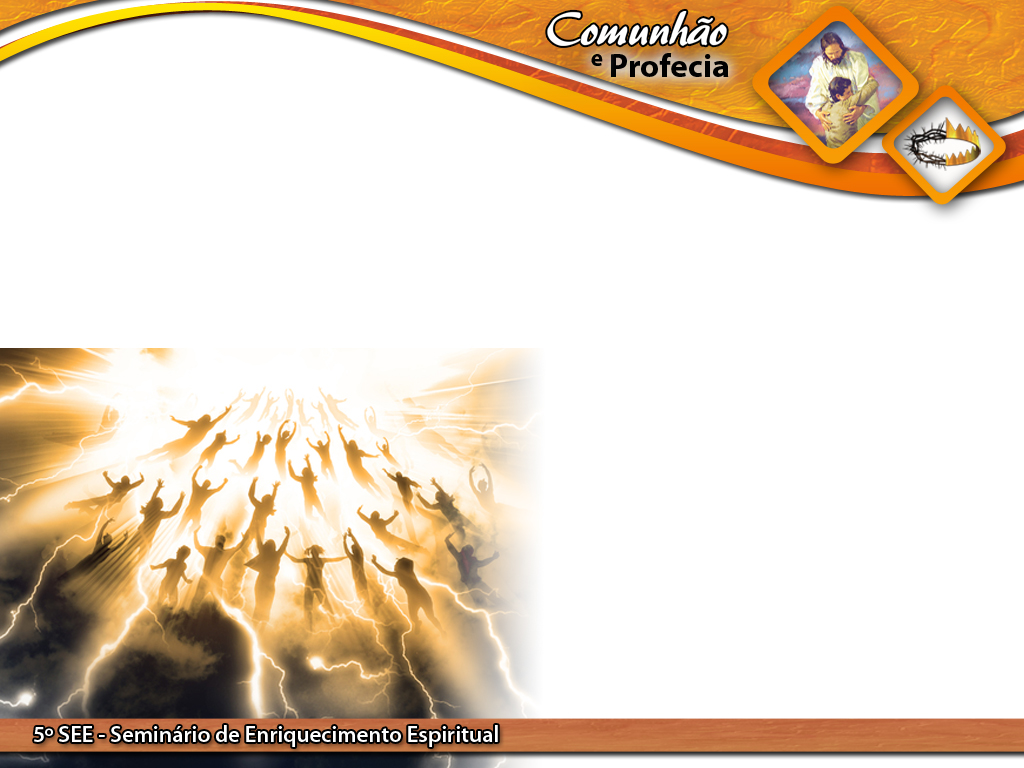 Comunhão
e Profecia
5º SEE - Seminário de Enriquecimento Espiritual